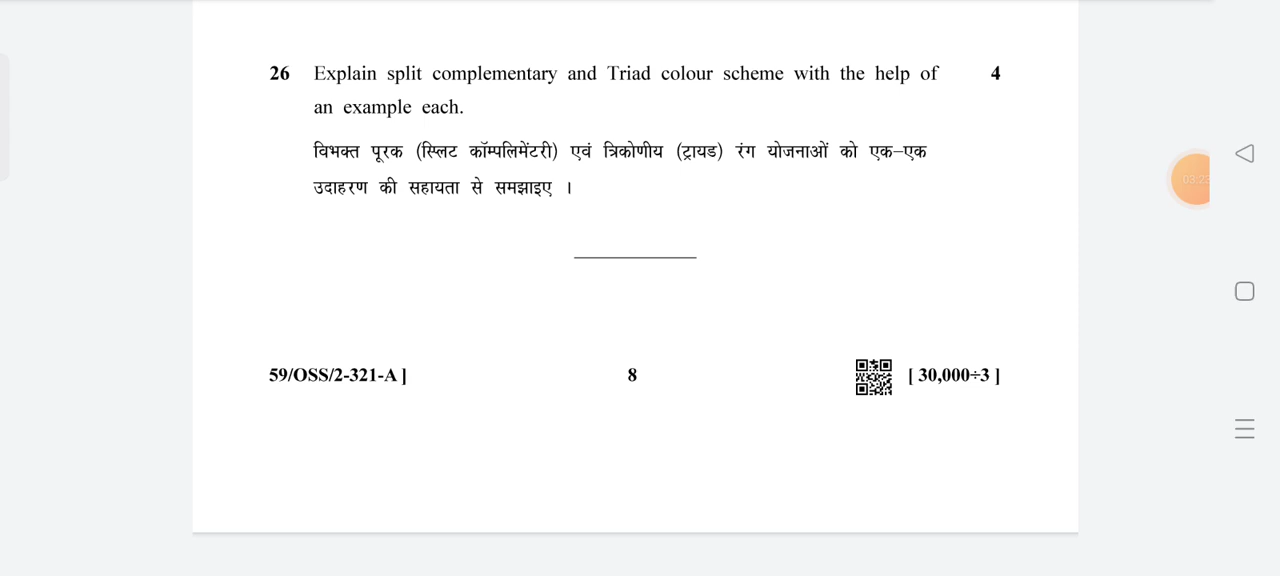 26 Explain split complementary and Triad colour scheme with the help of 4
an example each.
विभक्त पूरक (स्प्लिट कॉम्पलिमेंटरी) एवं त्रिकोणीय (ट्रायड) रंग योजनाओं को एक–एक
उदाहरण की सहायता से समझाइए ।
03:23
59/OSS/2-321-A ] 8 [ 30,000÷3 ]